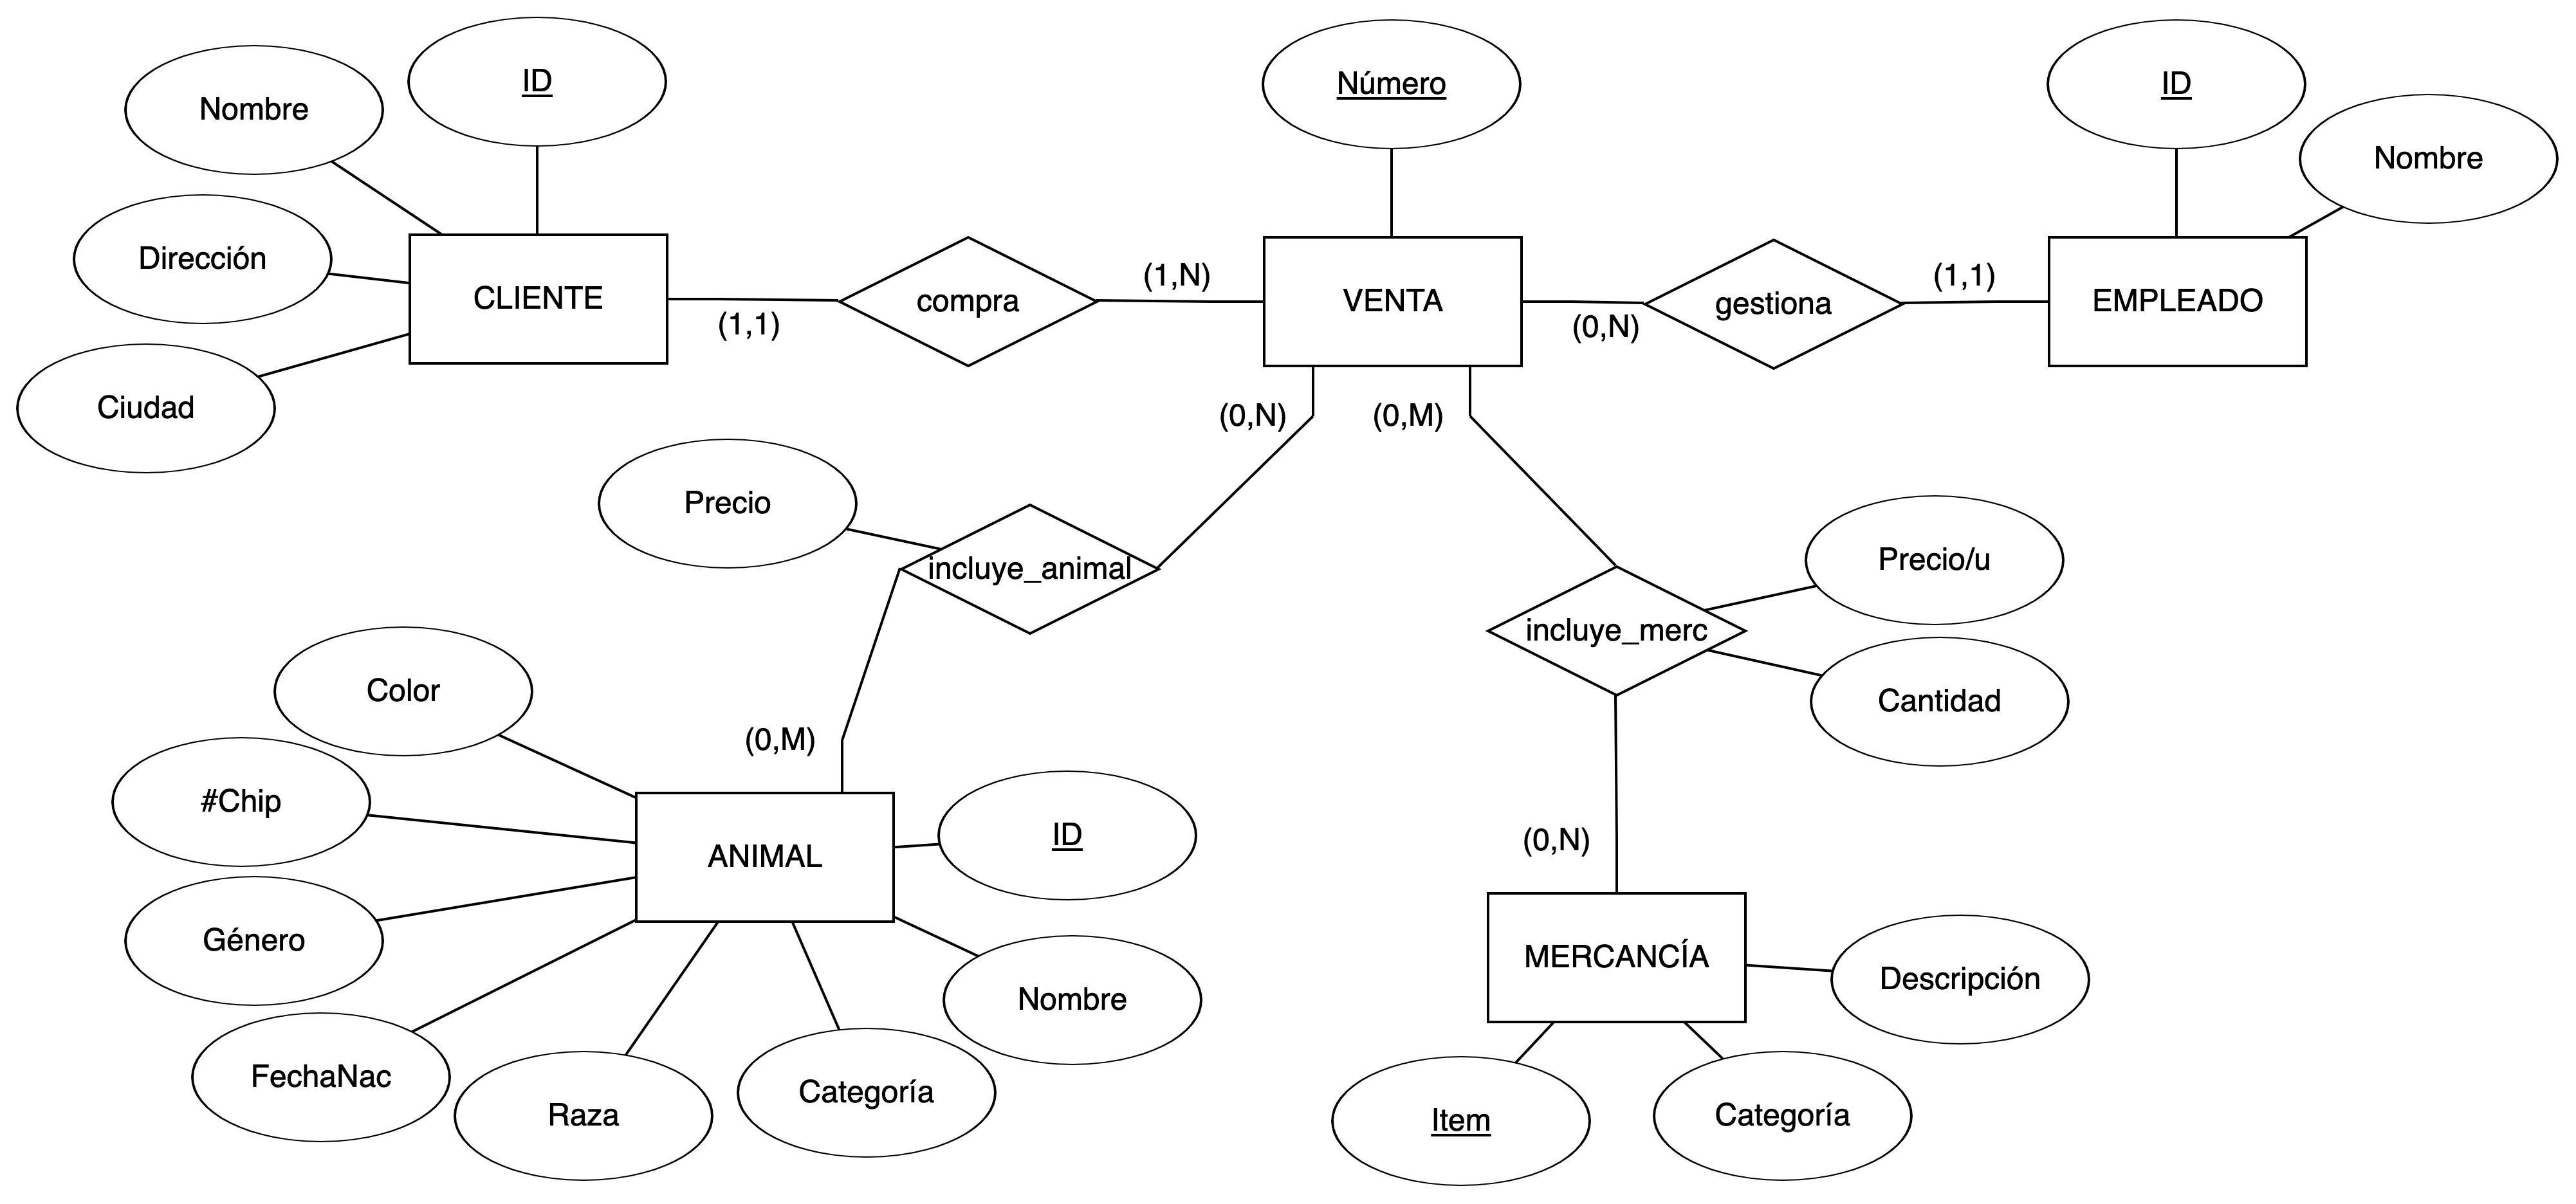 ID
Número
ID
Nombre
Nombre
Dirección
CLIENTE
(1,1)
compra
(1,N)
VENTA
(0,N)
gestiona
(1,1)
EMPLEADO
Ciudad
(0,N)
(0,M)
Precio
incluye_animal
Precio/u
incluye_merc
Cantidad
Color
(0,M)
#Chip
ANIMAL
ID
(0,N)
Género
MERCANCÍA
Descripción
Nombre
FechaNac
Raza
Categoría
Item
Categoría